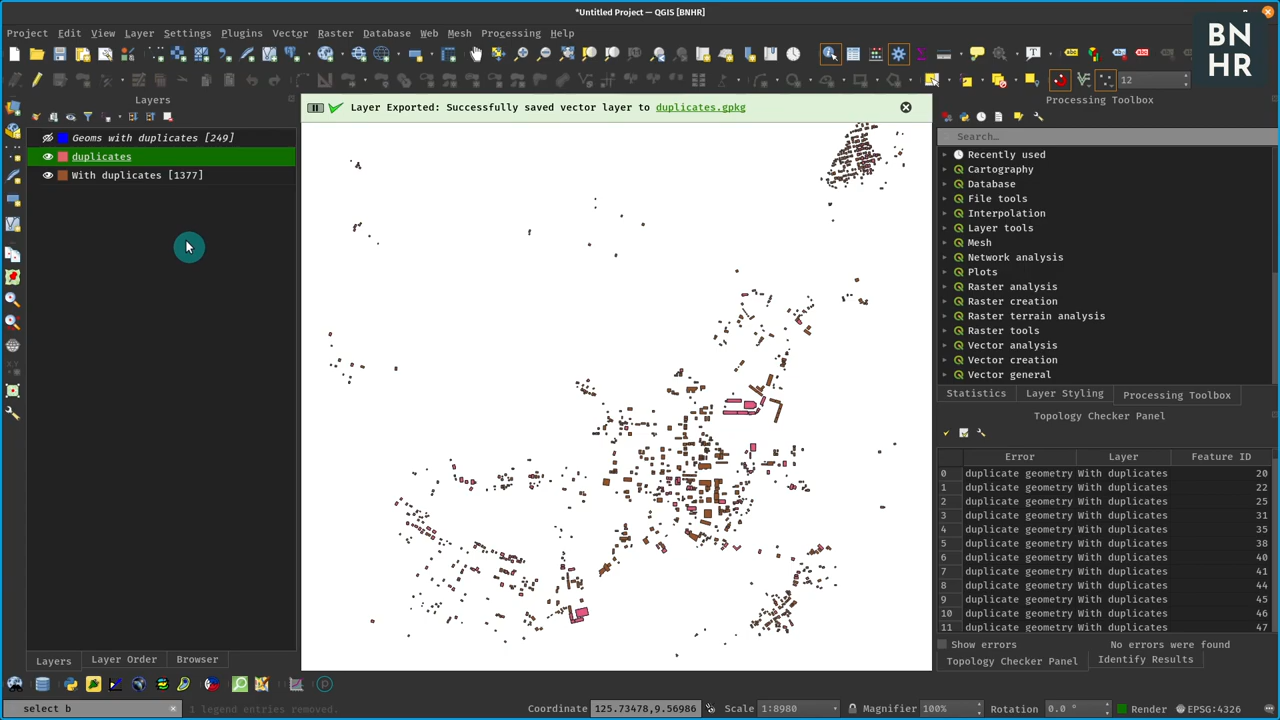 *Untitled Project — QGIS [BNHR]
Project Edit View Layer Settings Plugins Vector Raster Database Web Mesh Processing Help
BN
HR
12
Layers
Geoms with duplicates [249]
duplicates
With duplicates [1377]
Layer Exported: Successfully saved vector layer to duplicates.gpkg
Processing Toolbox
Search...
Recently used
Cartography
Database
File tools
Interpolation
Layer tools
Mesh
Network analysis
Plots
Raster analysis
Raster creation
Raster terrain analysis
Raster tools
Vector analysis
Vector creation
Vector general
Statistics Layer Styling Processing Toolbox
Topology Checker Panel
Error Layer Feature ID
0 duplicate geometry With duplicates 20
1 duplicate geometry With duplicates 22
2 duplicate geometry With duplicates 25
3 duplicate geometry With duplicates 31
4 duplicate geometry With duplicates 35
5 duplicate geometry With duplicates 38
6 duplicate geometry With duplicates 40
7 duplicate geometry With duplicates 41
8 duplicate geometry With duplicates 44
9 duplicate geometry With duplicates 45
10 duplicate geometry With duplicates 46
11 duplicate geometry With duplicates 47
Show errors No errors were found
Topology Checker Panel Identify Results
Layers Layer Order Browser
select b
1 legend entries removed.
Coordinate 125.73478,9.56986 Scale 1:8980 Magnifier 100% Rotation 0.0 ° Render EPSG:4326